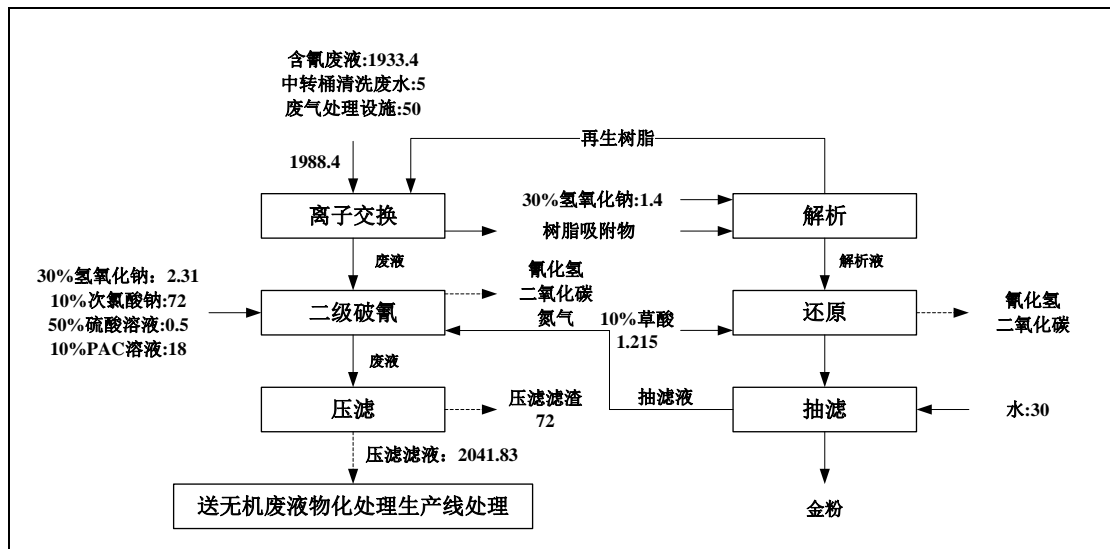 含氰废液:1933.4
中转桶清洗废水:5
废气处理设施:50
再生树脂
1988.4
30%氢氧化钠:1.4
离子交换
解析
树脂吸附物
废液
解析液
30%氢氧化钠：2.31
10%次氯酸钠:72
50%硫酸溶液:0.5
10%PAC溶液:18
二级破氰
氰化氢
二氧化碳
氮气
10%草酸
1.215
还原
氰化氢
二氧化碳
废液
压滤
压滤滤渣
72
抽滤液
抽滤
水:30
压滤滤液：2041.83
送无机废液物化处理生产线处理
金粉